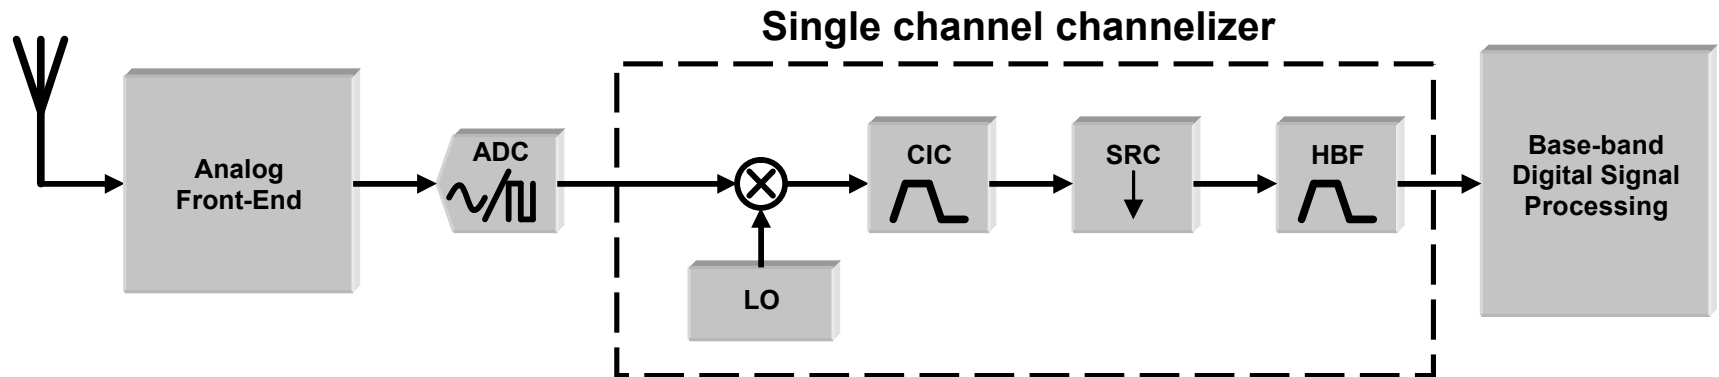 Single channel channelizer
Analog
Front-End
ADC
LO
CIC
SRC
HBF
Base-band
Digital Signal
Processing